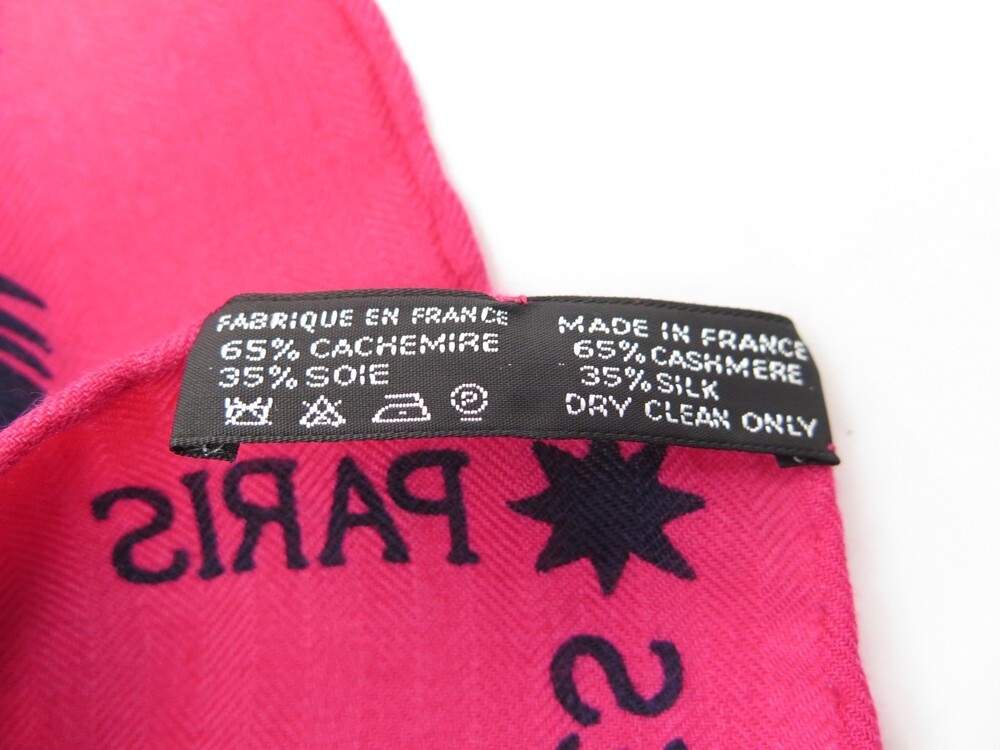 FABRIQUE EN FRANCE
65% CACHEMIRE
35% SOIE
P
MADE IN FRANCE
65% CASHMERE
35% SILK
DRY CLEAN ONLY
PARIS
S